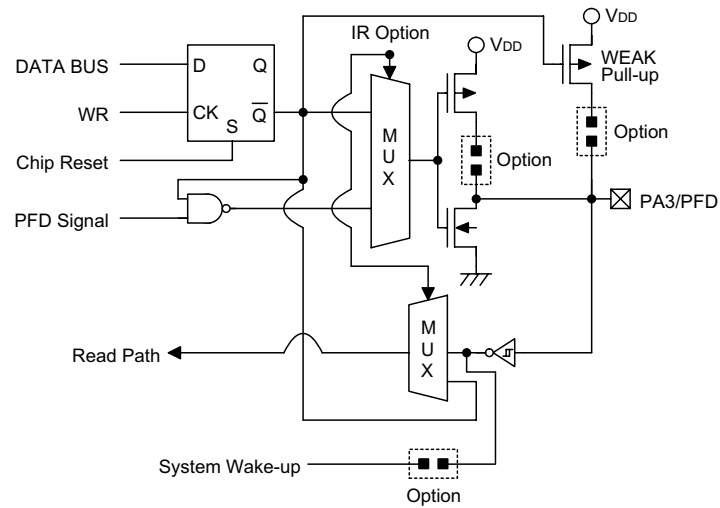 VDD
IR Option
VDD
WEAK
Pull-up
DATA BUS
D
Q
WR
CK
S
Q
M
U
X
Option
Option
Chip Reset
PFD Signal
PA3/PFD
M
U
X
Read Path
System Wake-up
Option